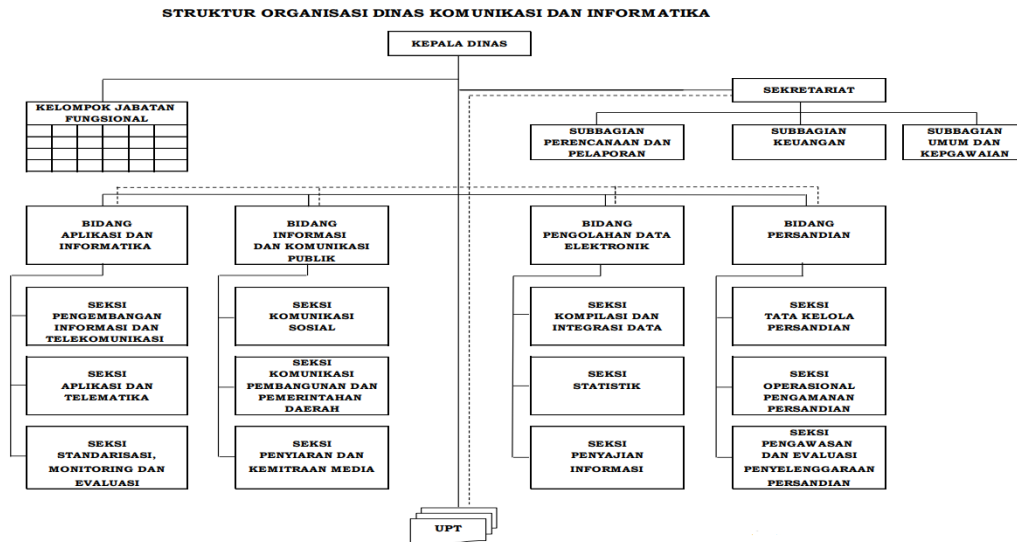 STRUKTUR ORGANISASI DINAS KOMUNIKASI DAN INFORMATIKA
KEPALA DINAS
KELOMPOK JABATAN
FUNGSIONAL
SEKRETARIAT
SUBBAGIAN
PERENCANAAN DAN
PELAPORAN
SUBBAGIAN
KEUANGAN
SUBBAGIAN
UMUM DAN
KEPGAWAIAN
BIDANG
APLIKASI DAN
INFORMATIKA
BIDANG
INFORMASI
DAN KOMUNIKASI
PUBLIK
BIDANG
PENGOLAHAN DATA
ELEKTRONIK
BIDANG
PERSANDIAN
SEKSI
PENGEMBANGAN
INFORMASI DAN
TELEKOMUNIKASI
SEKSI
KOMUNIKASI
SOSIAL
SEKSI
KOMPILASI DAN
INTEGRASI DATA
SEKSI
TATA KELOLA
PERSANDIAN
SEKSI
APLIKASI DAN
TELEMATIKA
SEKSI
KOMUNIKASI
PEMBANGUNAN DAN
PEMERINTAHAN
DAERAH
SEKSI
STATISTIK
SEKSI
OPERASIONAL
PENGAMANAN
PERSANDIAN
SEKSI
STANDARISASI,
MONITORING DAN
EVALUASI
SEKSI
PENYIARAN DAN
KEMITRAAN MEDIA
SEKSI
PENYAJIAN
INFORMASI
SEKSI
PENGAWASAN
DAN EVALUASI
PENYELENGGARAAN
PERSANDIAN
UPT